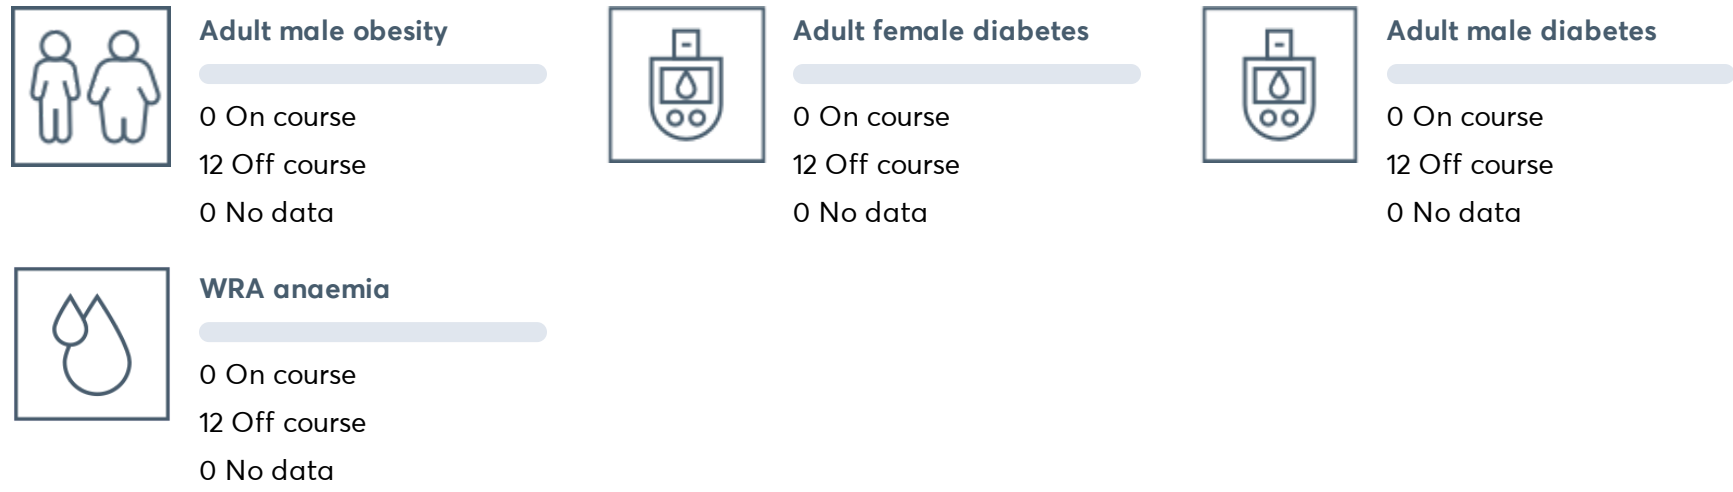 Adult male obesity
0 On course
12 Off course
0 No data
Adult female diabetes
0 On course
12 Off course
0 No data
Adult male diabetes
0 On course
12 Off course
0 No data
WRA anaemia
0 On course
12 Off course
0 No data